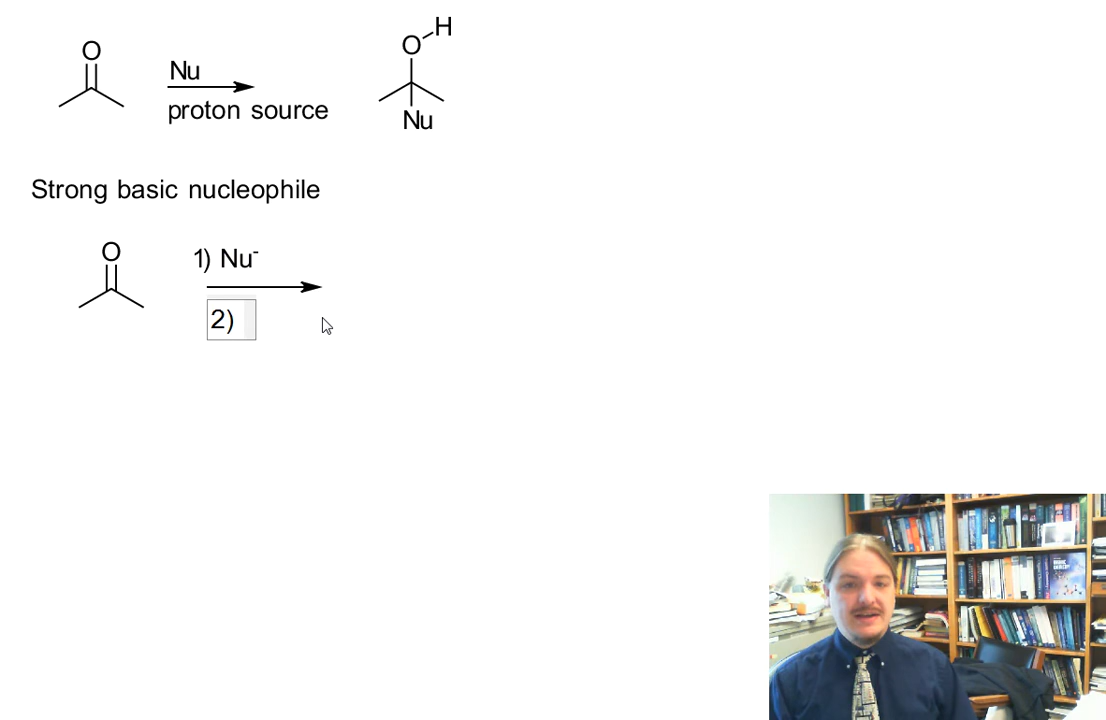 O
O-H
Nu
proton source
Nu
Strong basic nucleophile
O
1) Nu-
2)